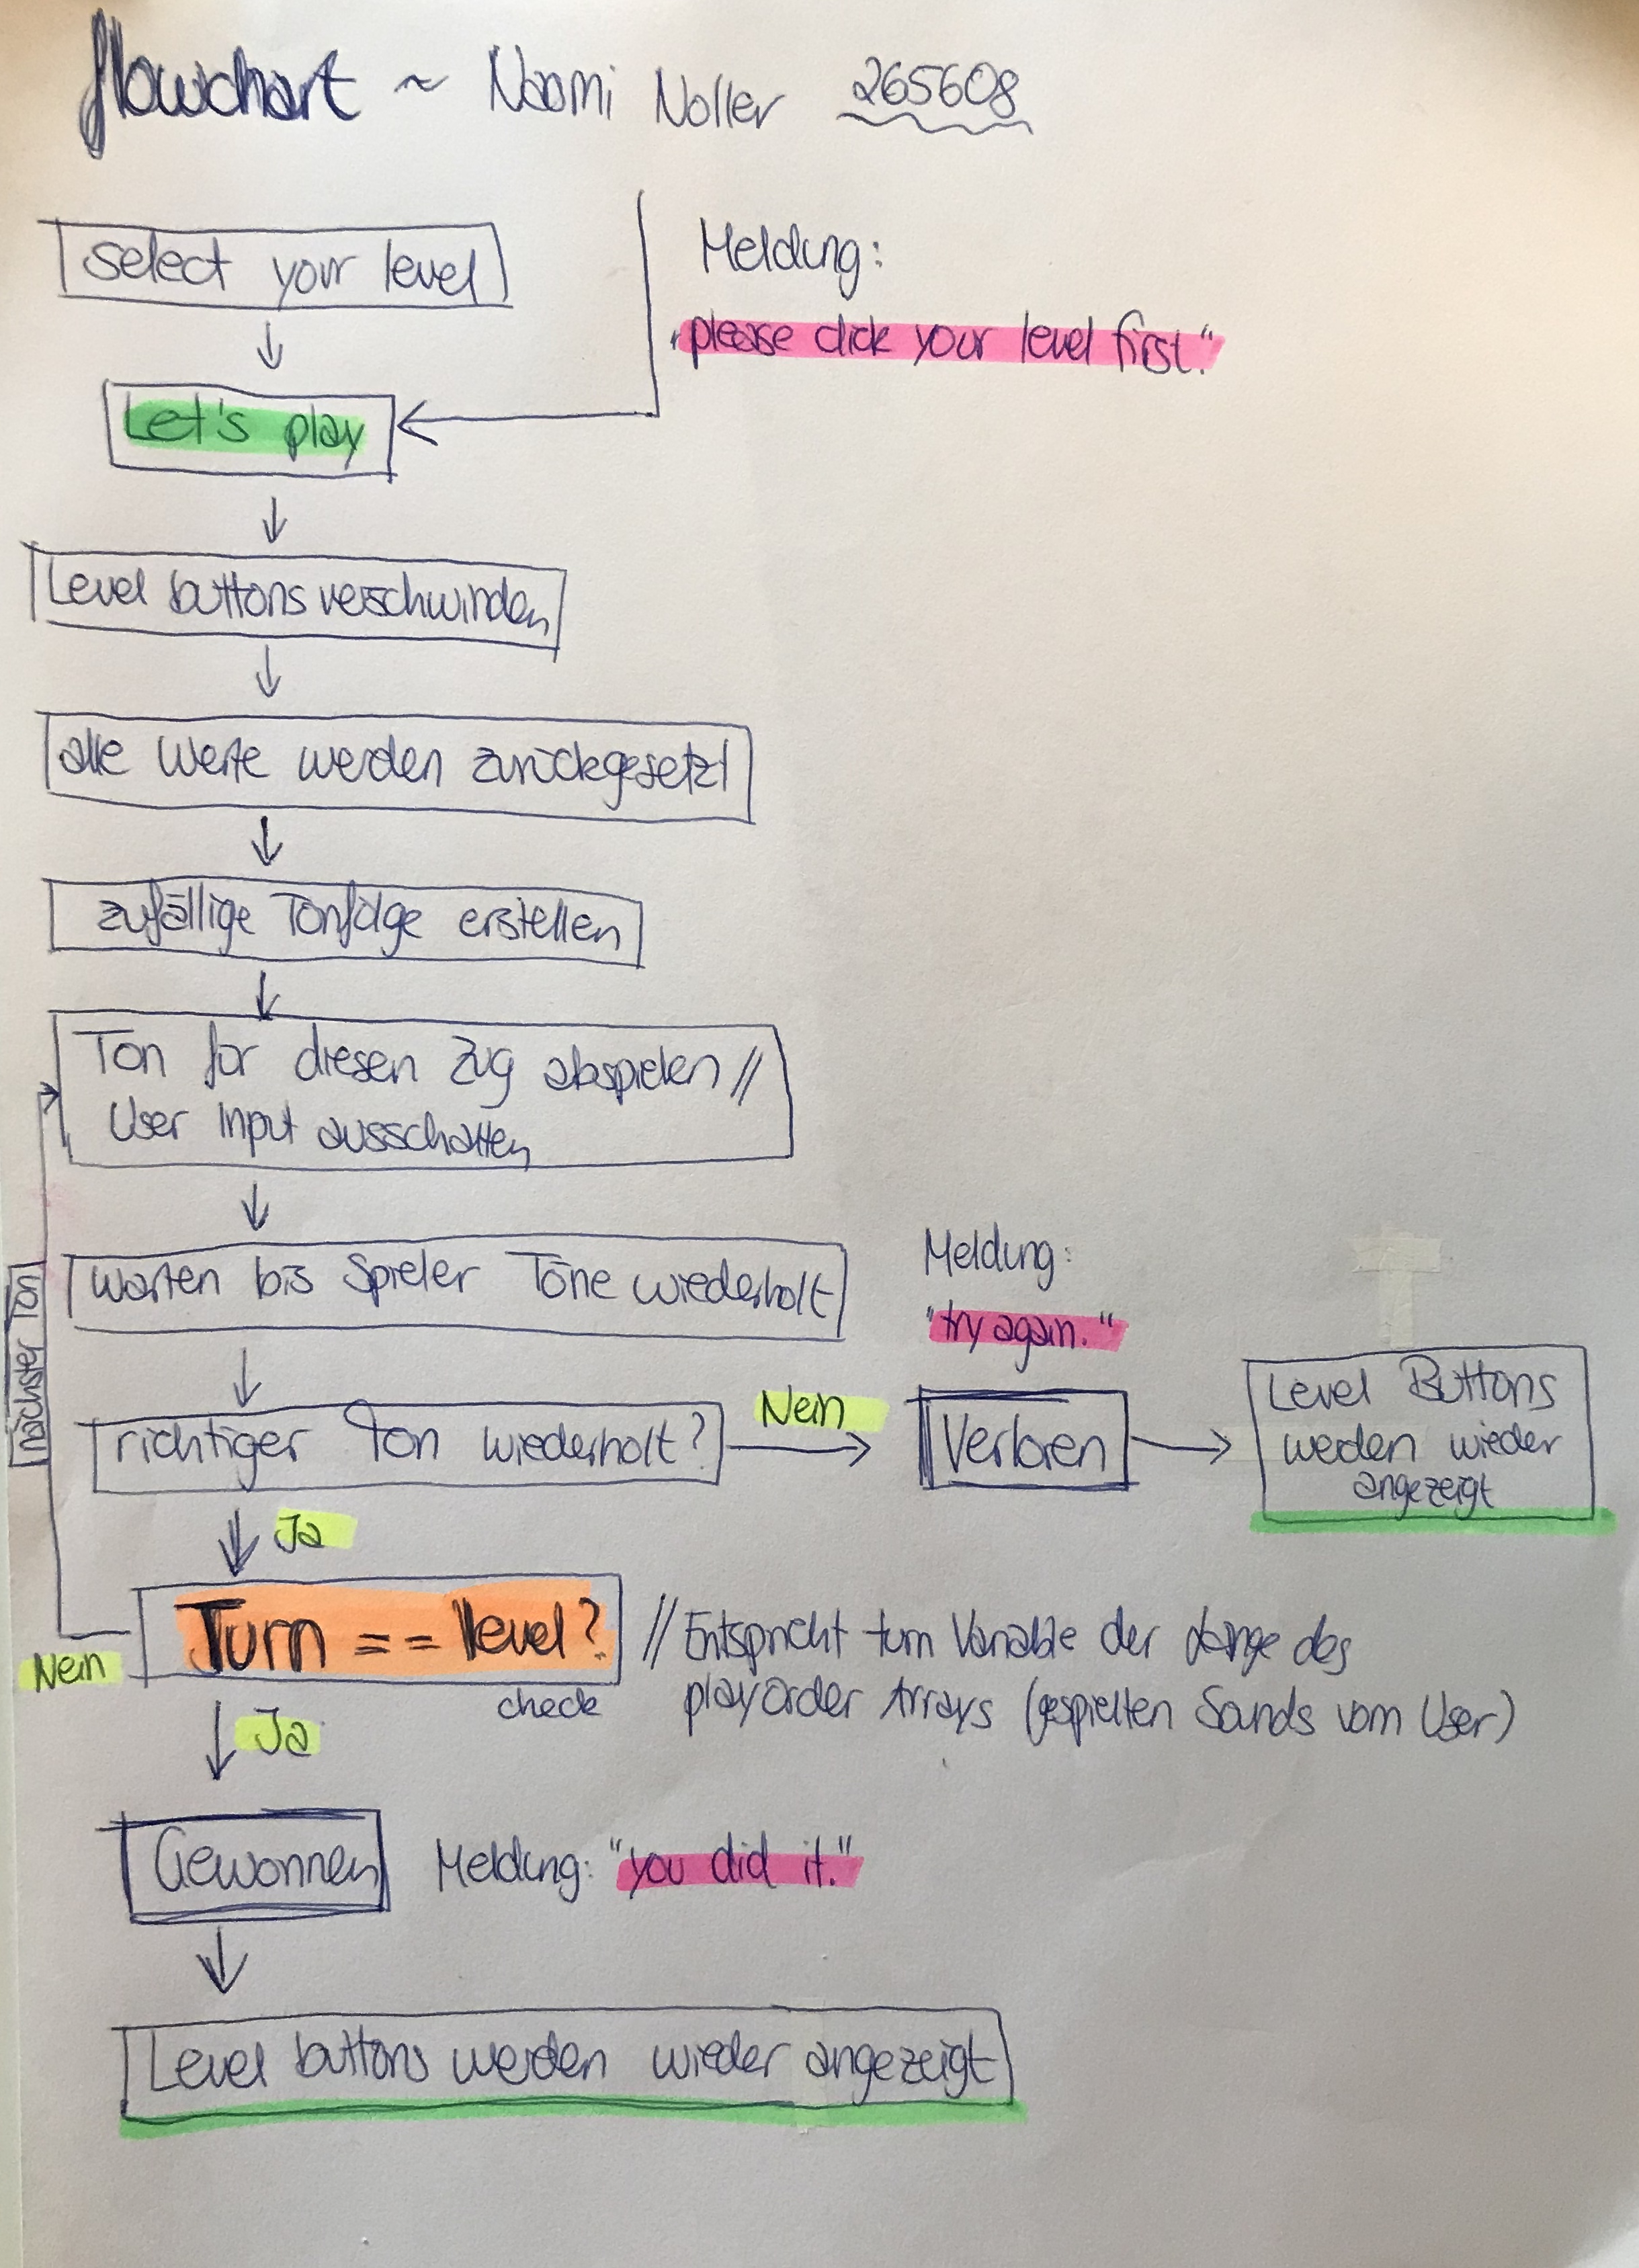 flowchart ~ Naomi Noller 265608
select your level
Meldung:
„please click your level first."
Let's play
Level buttons verschwinden
alle Werte werden zurückgesetzt
zufällige Tonfolge erstellen
Ton für diesen Zug abspielen //
User Input ausschalten
warten bis Spieler Töne wiederholt
Meldung:
"try again."
nächster Ton
richtiger Ton wiederholt?
Nein
Verloren
Level Buttons
werden wieder
angezeigt
Ja
Turn == level?
check
// Entspricht turn Variable der Länge des
playOrder Arrays (gespielten Sounds vom User)
Nein
Ja
Gewonnen
Meldung: "you did it."
Level buttons werden wieder angezeigt